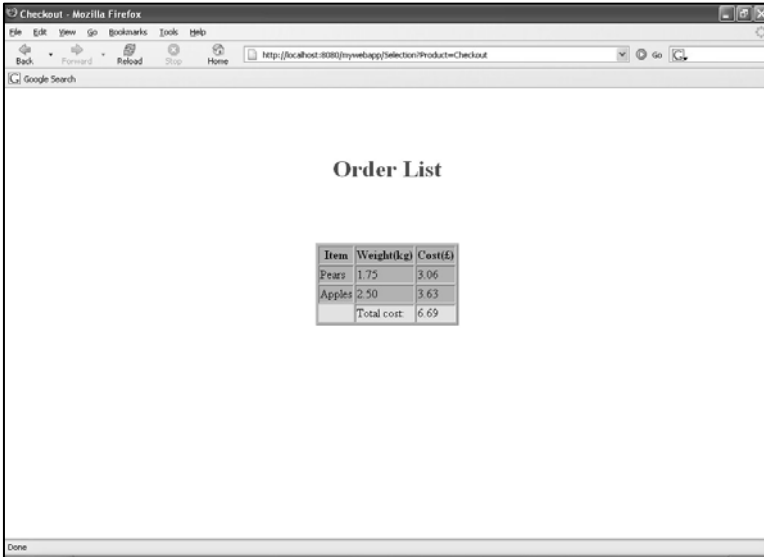 Checkout - Mozilla Firefox
File Edit View Go Bookmarks Tools Help
Back Forward Reload Stop Home http://localhost:8080/mywebapp/Selection?Product=Checkout Go G
G Google Search
Order List
Item Weight(kg) Cost(£)
Pears 1.75 3.06
Apples 2.50 3.63
Total cost: 6.69
Done